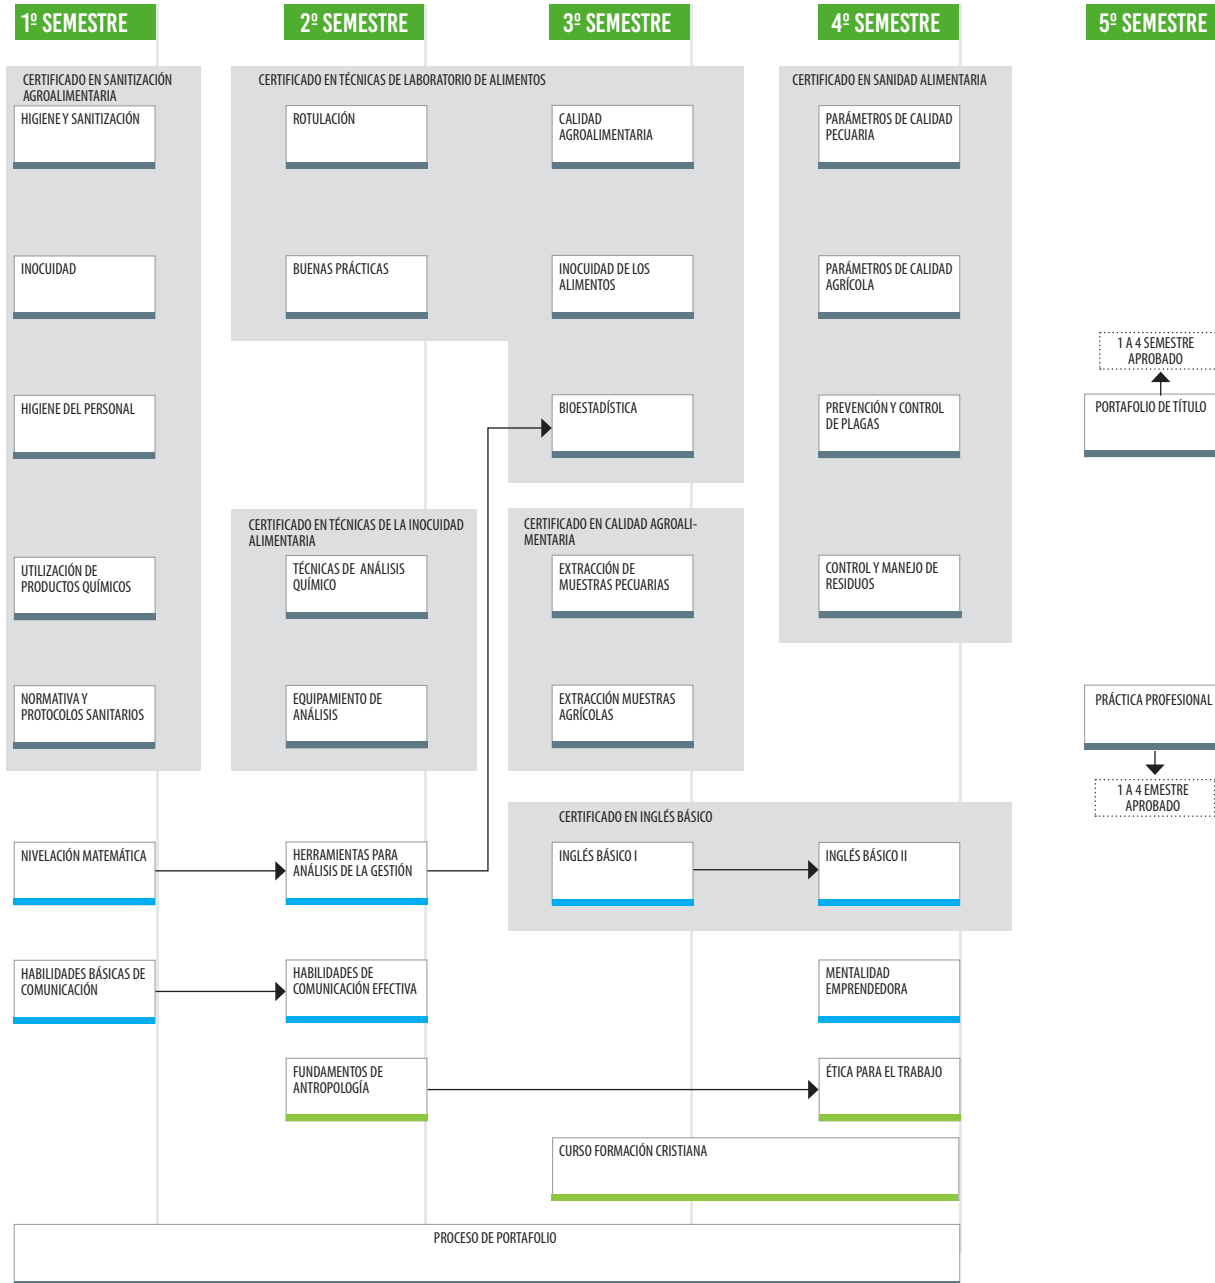 1º SEMESTRE
2º SEMESTRE
3º SEMESTRE
4º SEMESTRE
5º SEMESTRE
CERTIFICADO EN SANITIZACIÓN
AGROALIMENTARIA
CERTIFICADO EN TÉCNICAS DE LABORATORIO DE ALIMENTOS
CERTIFICADO EN SANIDAD ALIMENTARIA
HIGIENE Y SANITIZACIÓN
ROTULACIÓN
CALIDAD
AGROALIMENTARIA
PARÁMETROS DE CALIDAD
PECUARIA
INOCUIDAD
BUENAS PRÁCTICAS
INOCUIDAD DE LOS
ALIMENTOS
PARÁMETROS DE CALIDAD
AGRÍCOLA
1 A 4 SEMESTRE
APROBADO
HIGIENE DEL PERSONAL
BIOESTADÍSTICA
PREVENCIÓN Y CONTROL
DE PLAGAS
PORTAFOLIO DE TÍTULO
CERTIFICADO EN TÉCNICAS DE LA INOCUIDAD
ALIMENTARIA
CERTIFICADO EN CALIDAD AGROALI-
MENTARIA
UTILIZACIÓN DE
PRODUCTOS QUÍMICOS
TÉCNICAS DE ANÁLISIS
QUÍMICO
EXTRACCIÓN DE
MUESTRAS PECUARIAS
CONTROL Y MANEJO DE
RESIDUOS
NORMATIVA Y
PROTOCOLOS SANITARIOS
EQUIPAMIENTO DE
ANÁLISIS
EXTRACCIÓN MUESTRAS
AGRÍCOLAS
PRÁCTICA PROFESIONAL
1 A 4 EMESTRE
APROBADO
CERTIFICADO EN INGLÉS BÁSICO
NIVELACIÓN MATEMÁTICA
HERRAMIENTAS PARA
ANÁLISIS DE LA GESTIÓN
INGLÉS BÁSICO I
INGLÉS BÁSICO II
HABILIDADES BÁSICAS DE
COMUNICACIÓN
HABILIDADES DE
COMUNICACIÓN EFECTIVA
MENTALIDAD
EMPRENDEDORA
FUNDAMENTOS DE
ANTROPOLOGÍA
ÉTICA PARA EL TRABAJO
CURSO FORMACIÓN CRISTIANA
PROCESO DE PORTAFOLIO